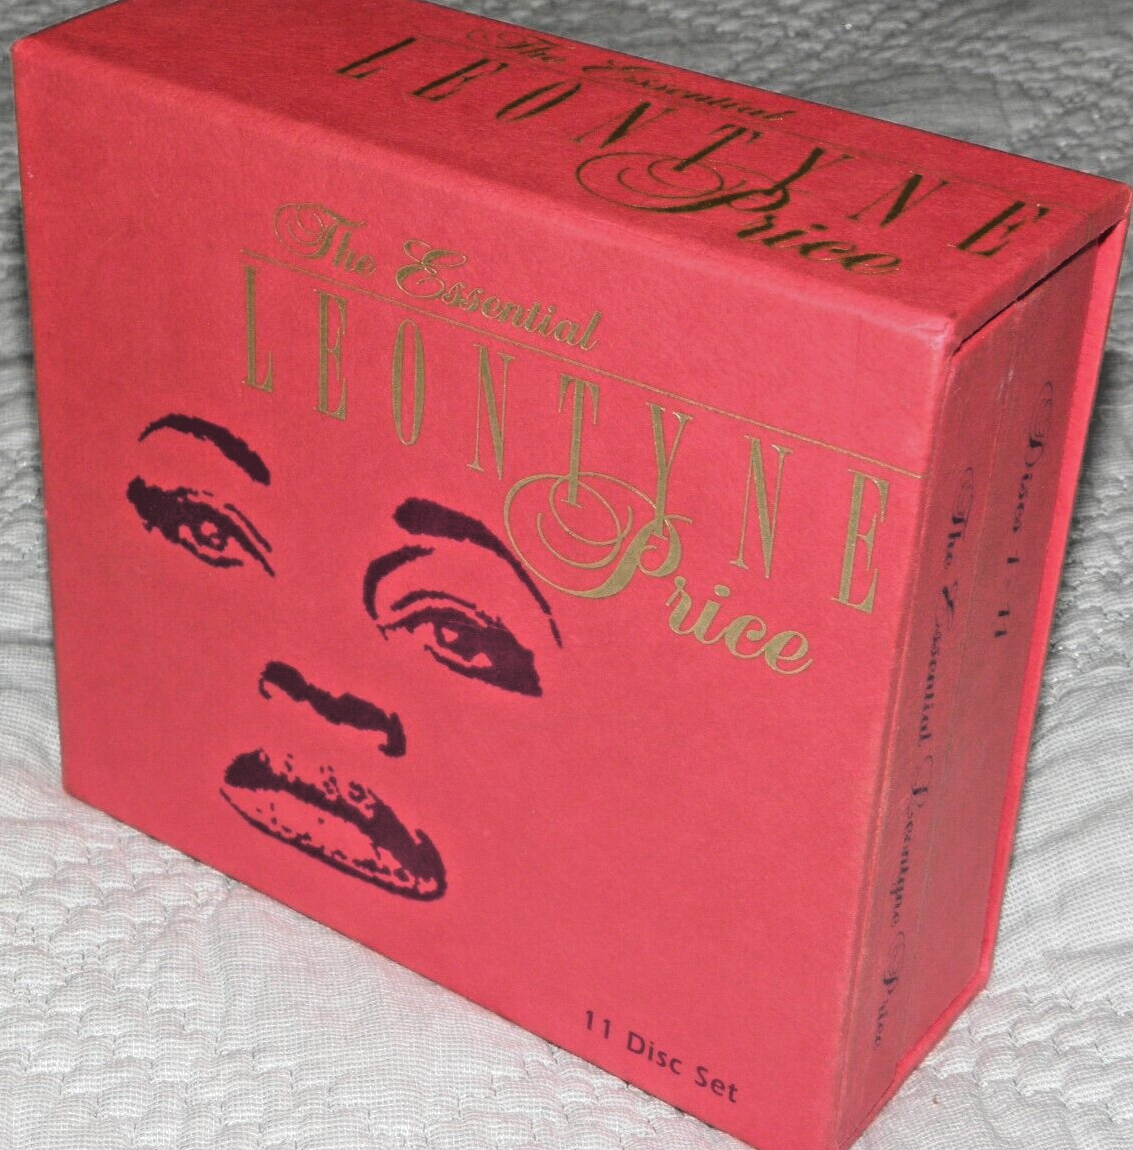 The Essential
LEONTYNE
Price
The Essential
LEONTYNE
Price
11 Disc Set
Discs 1-11
The Essential Leontyne Price